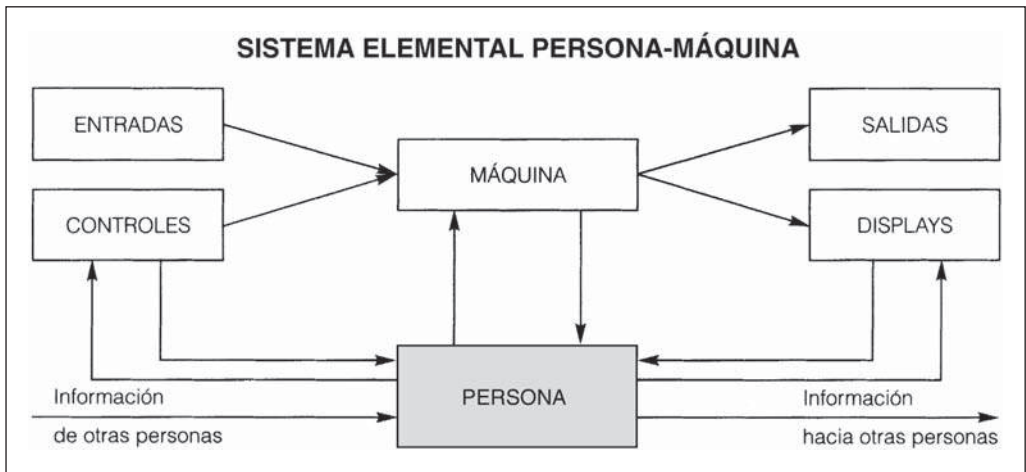 SISTEMA ELEMENTAL PERSONA-MÁQUINA
ENTRADAS
SALIDAS
MÁQUINA
CONTROLES
DISPLAYS
PERSONA
Información
de otras personas
Información
hacia otras personas